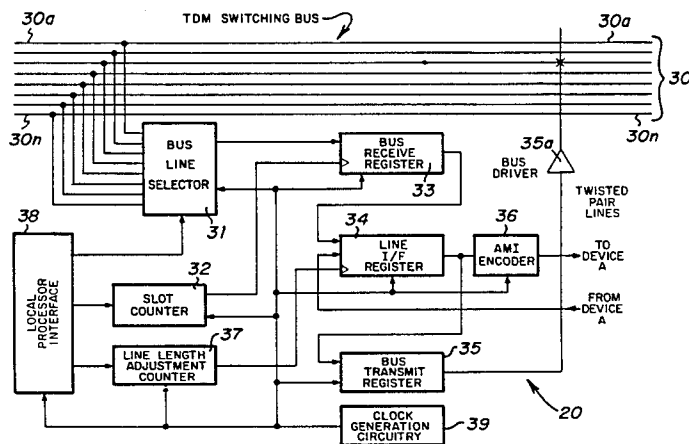 TDM SWITCHING BUS
30a
30a
30
30n
30n
BUS
LINE
SELECTOR
31
BUS
RECEIVE
REGISTER
33
35a
BUS
DRIVER
TWISTED
PAIR
LINES
38
LOCAL
PROCESSOR
INTERFACE
34
LINE
I/F
REGISTER
36
AMI
ENCODER
TO
DEVICE
A
32
SLOT
COUNTER
FROM
DEVICE
A
37
LINE LENGTH
ADJUSTMENT
COUNTER
35
BUS
TRANSMIT
REGISTER
20
CLOCK
GENERATION
CIRCUITRY
39